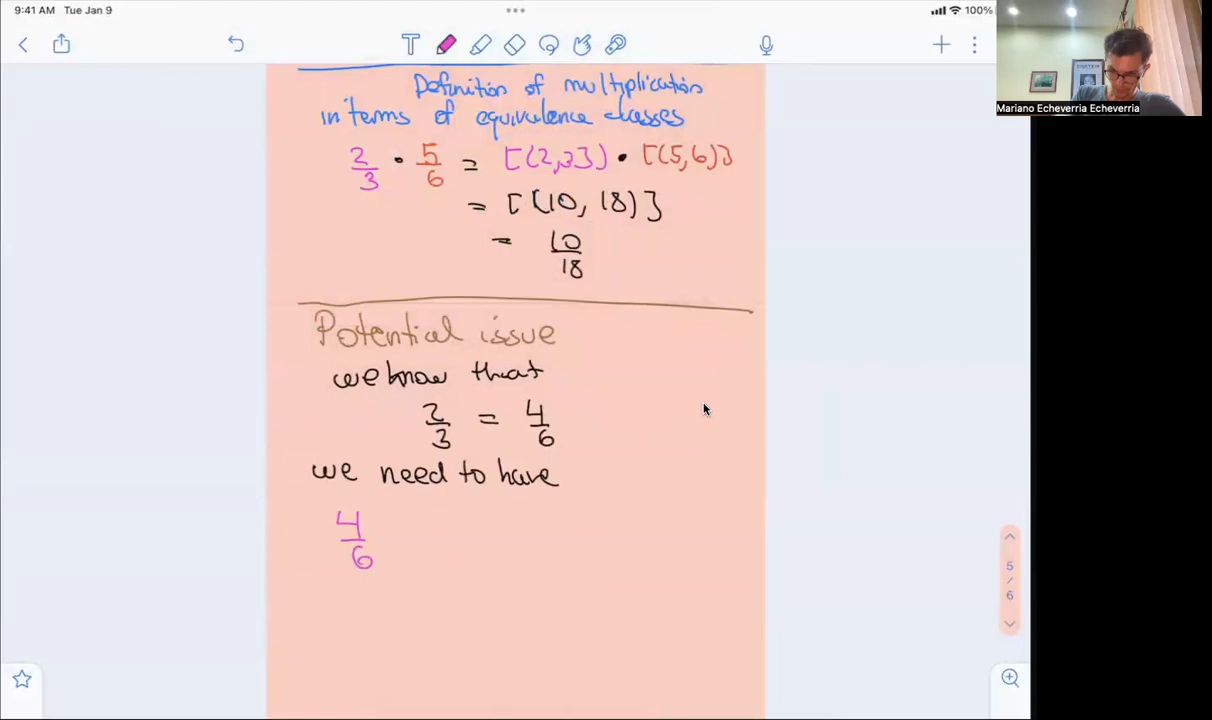 9:41 AM Tue Jan 9
100%
Mariano Echeverria Echeverria
Definition of multiplication
in terms of equivalence classes
2/3 • 5/6 = [(2,3)] • [(5,6)]
= [(10, 18)]
= 10/18
Potential issue
we know that
2/3 = 4/6
we need to have
4/6
5
/
6